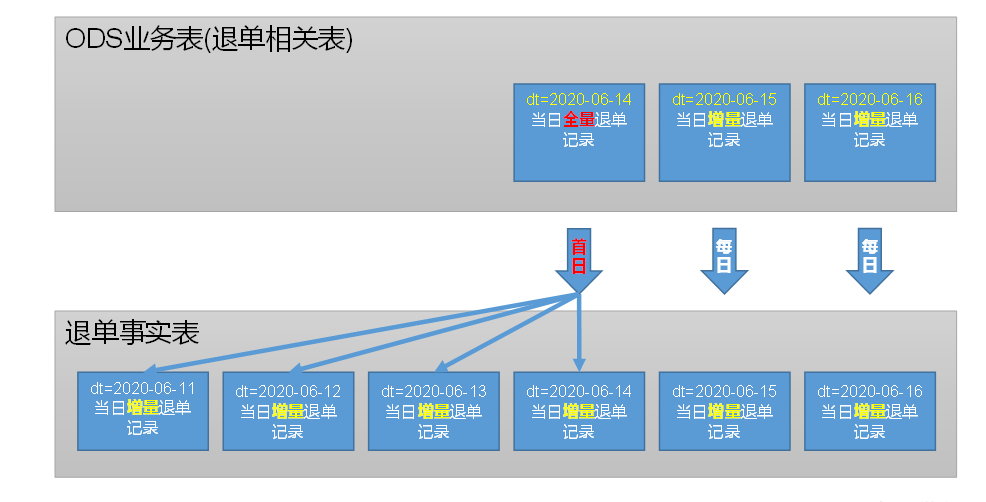 ODS业务表(退单相关表)
dt=2020-06-14
当日全量退单
记录
dt=2020-06-15
当日增量退单
记录
dt=2020-06-16
当日增量退单
记录
首
日
每
日
每
日
退单事实表
dt=2020-06-11
当日增量退单
记录
dt=2020-06-12
当日增量退单
记录
dt=2020-06-13
当日增量退单
记录
dt=2020-06-14
当日增量退单
记录
dt=2020-06-15
当日增量退单
记录
dt=2020-06-16
当日增量退单
记录